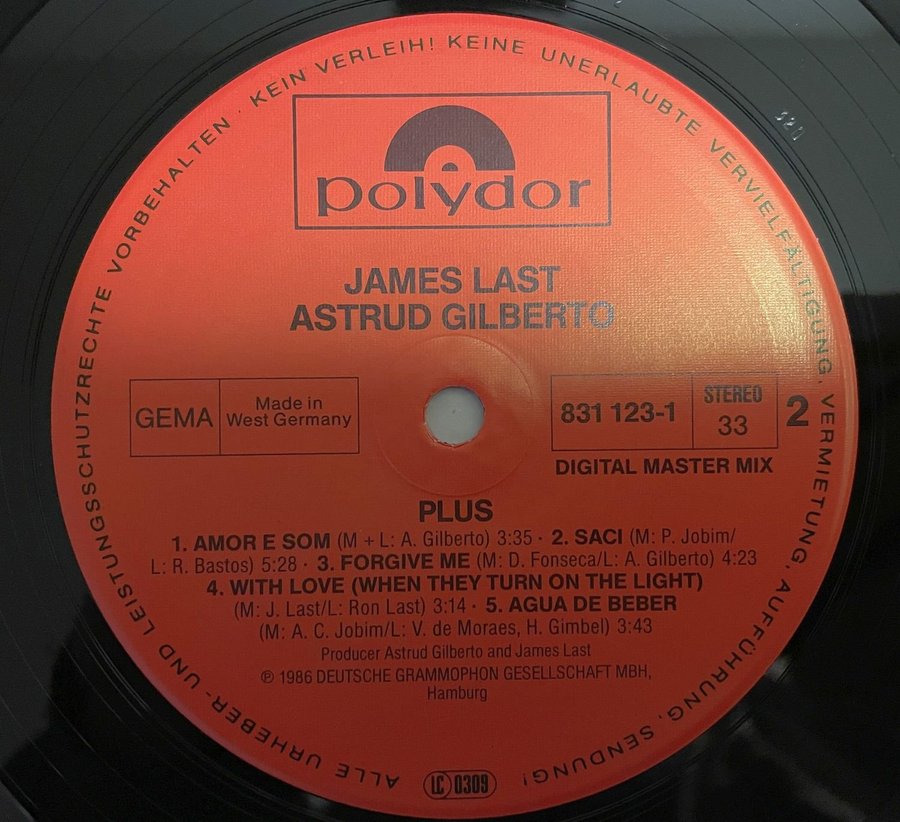 ALLE URHEBER- UND LEISTUNGSSCHUTZRECHTE VORBEHALTEN · KEIN VERLEIH! KEINE UNERLAUBTE VERVIELFÄLTIGUNG, VERMIETUNG, AUFFÜHRUNG, SENDUNG!
polydor
JAMES LAST
ASTRUD GILBERTO
GEMA
Made in
West Germany
831 123-1
STEREO
33
2
DIGITAL MASTER MIX
PLUS
1. AMOR E SOM (M + L: A. Gilberto) 3:35 · 2. SACI (M: P. Jobim/
L: R. Bastos) 5:28 · 3. FORGIVE ME (M: D. Fonseca/L: A. Gilberto) 4:23
4. WITH LOVE (WHEN THEY TURN ON THE LIGHT)
(M: J. Last/L: Ron Last) 3:14 · 5. AGUA DE BEBER
(M: A. C. Jobim/L: V. de Moraes, H. Gimbel) 3:43
Producer Astrud Gilberto and James Last
℗ 1986 DEUTSCHE GRAMMOPHON GESELLSCHAFT MBH,
Hamburg
LC 0309